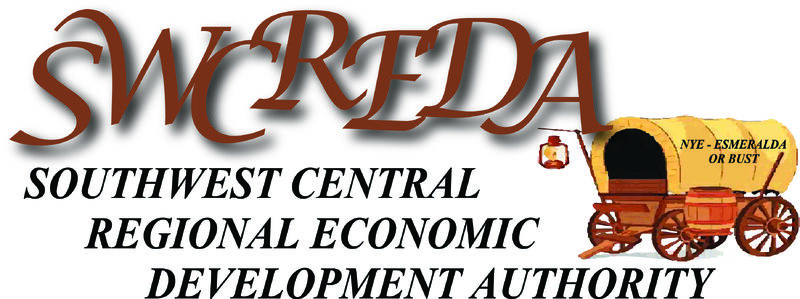 SWCREDA
NYE - ESMERALDA
OR BUST
SOUTHWEST CENTRAL
REGIONAL ECONOMIC
DEVELOPMENT AUTHORITY